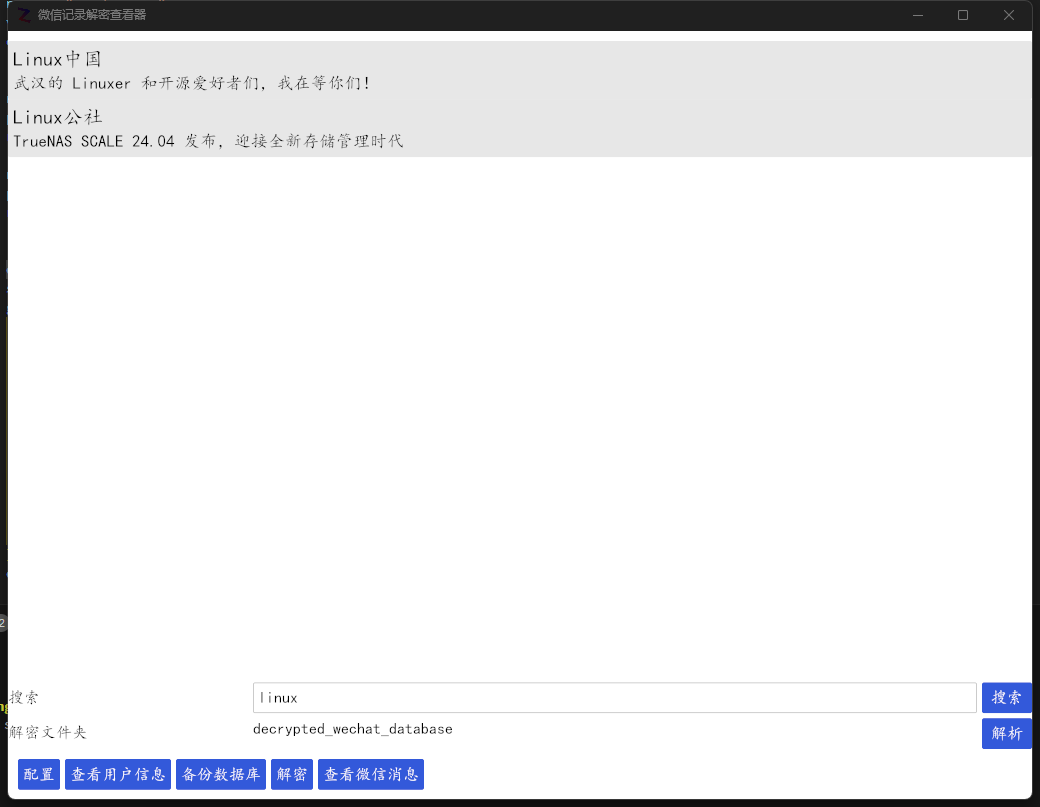 微信记录解密查看器
Linux中国
武汉的 Linuxer 和开源爱好者们，我在等你们！
Linux公社
TrueNAS SCALE 24.04 发布，迎接全新存储管理时代
搜索 linux 搜索
解密文件夹 decrypted_wechat_database 解析
配置 查看用户信息 备份数据库 解密 查看微信消息